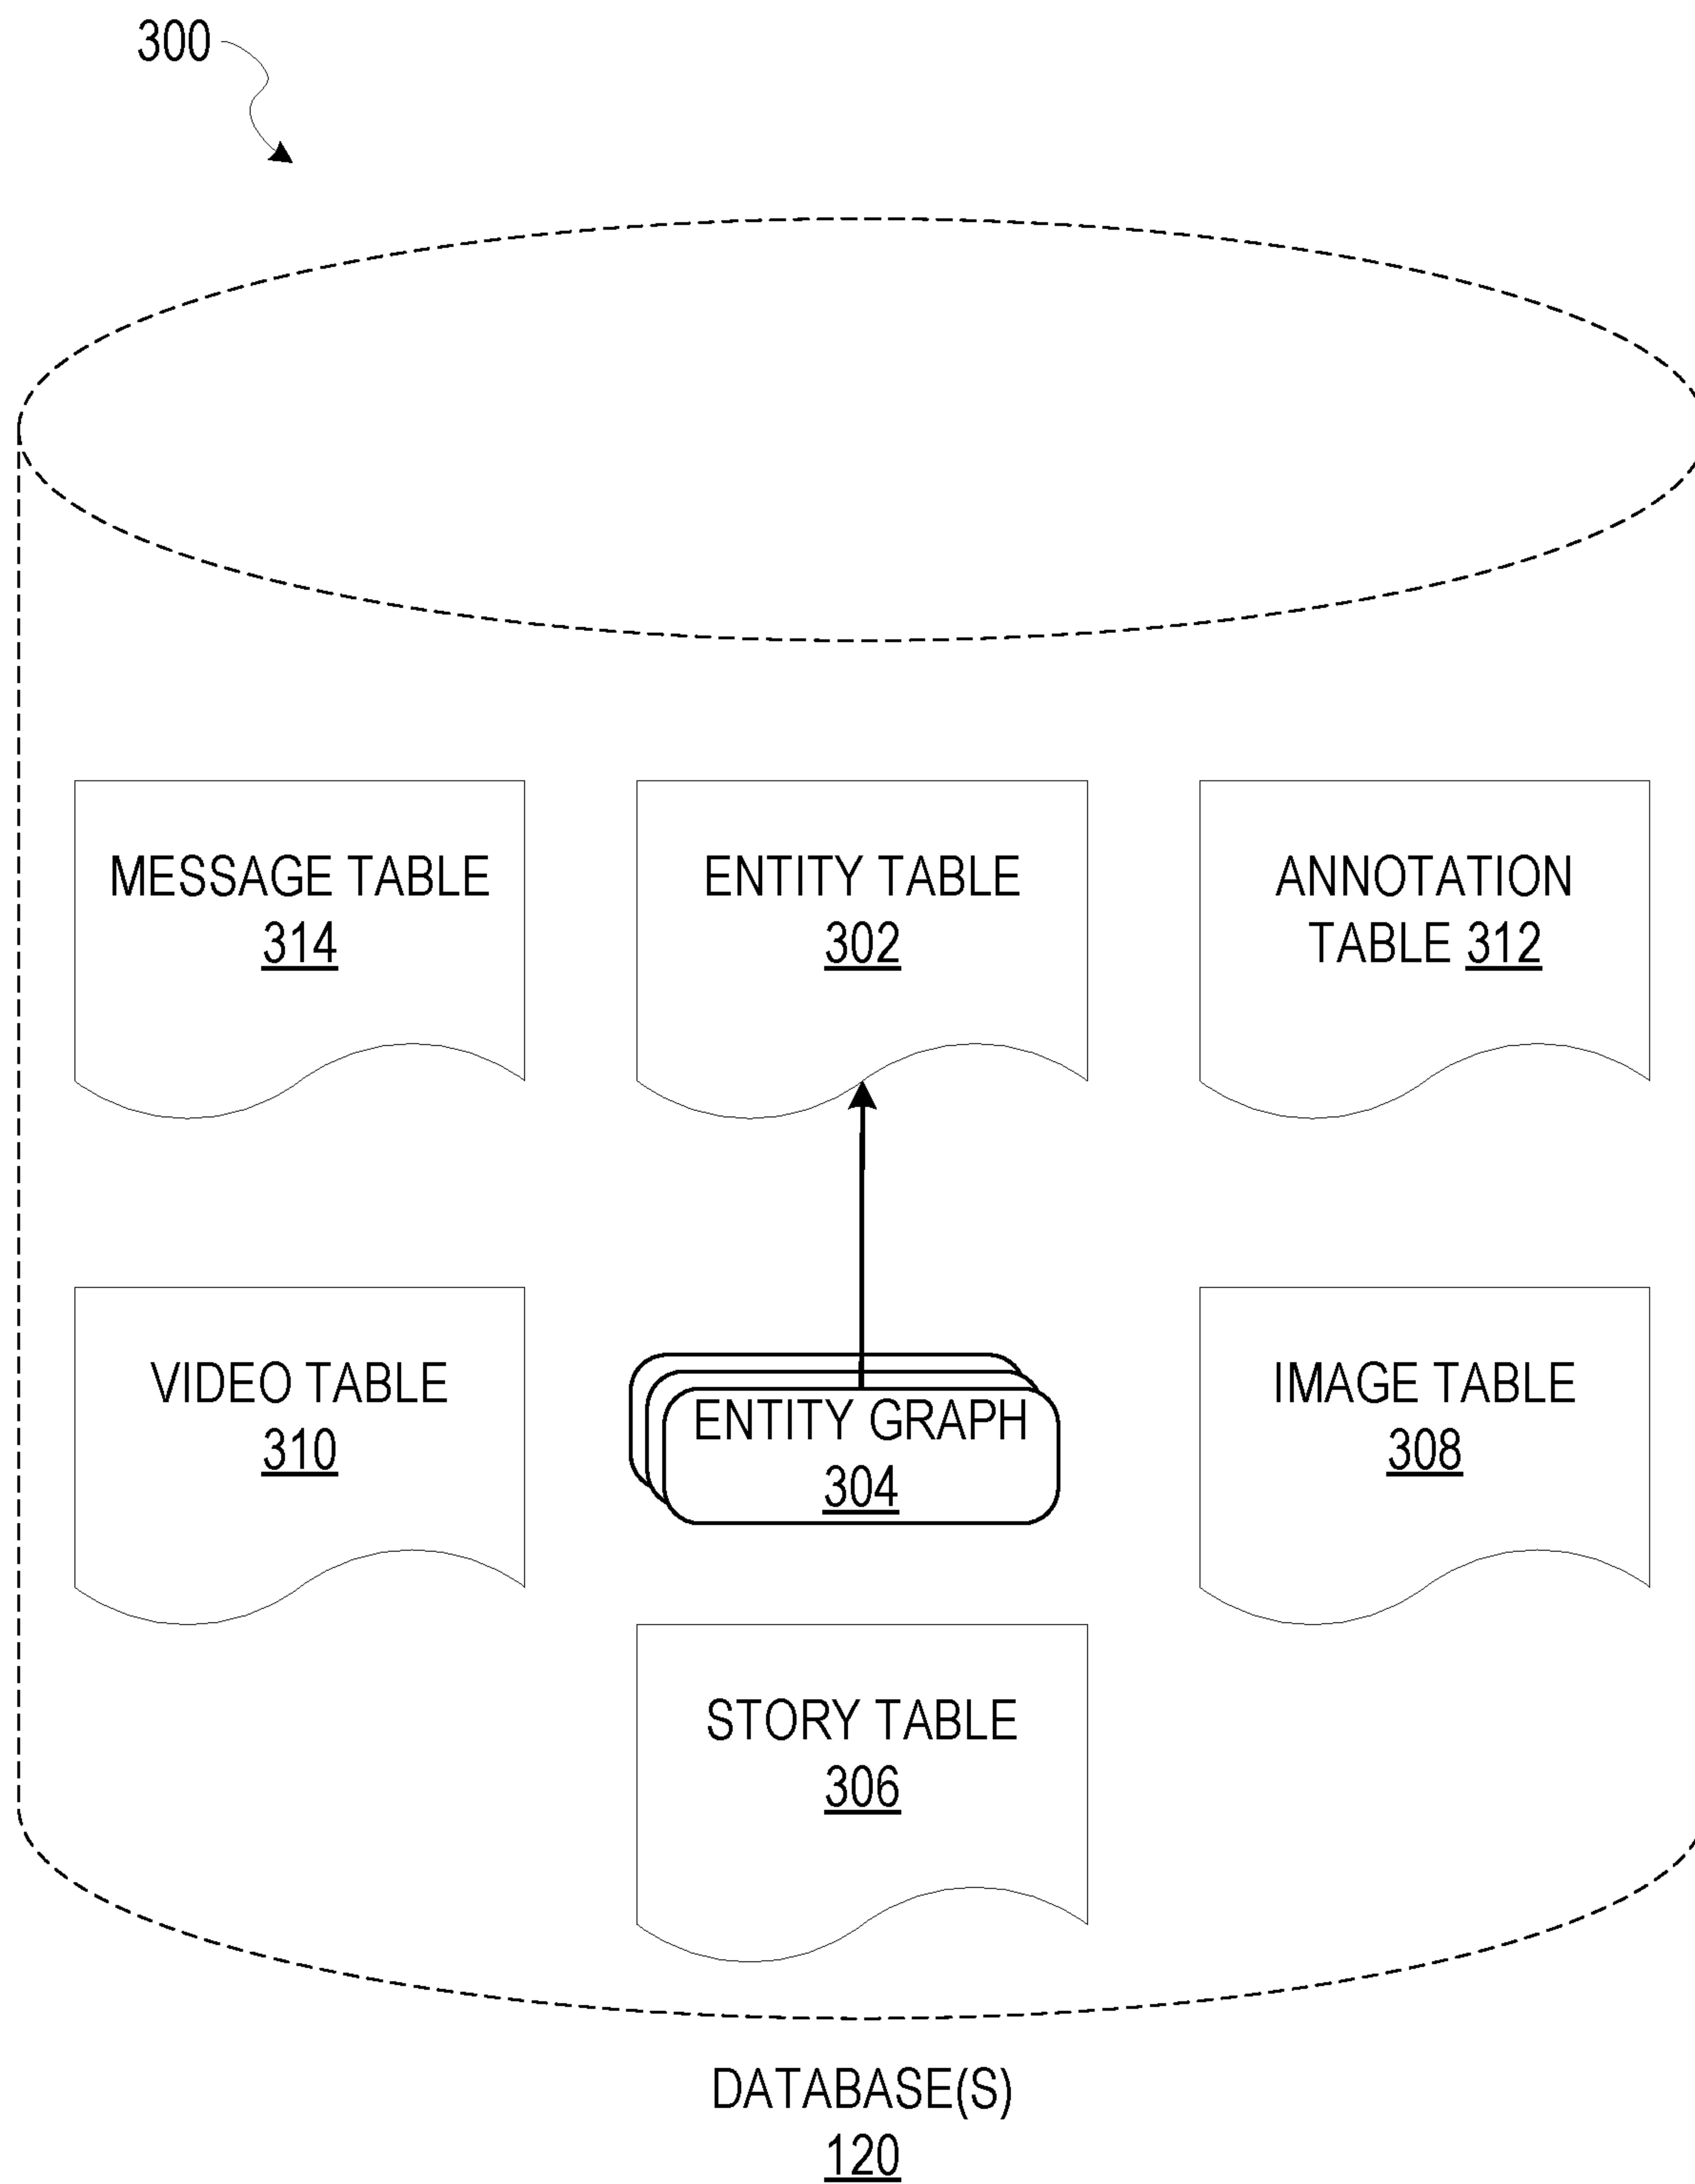 300
MESSAGE TABLE
314
ENTITY TABLE
302
ANNOTATION
TABLE 312
VIDEO TABLE
310
ENTITY GRAPH
304
IMAGE TABLE
308
STORY TABLE
306
DATABASE(S)
120